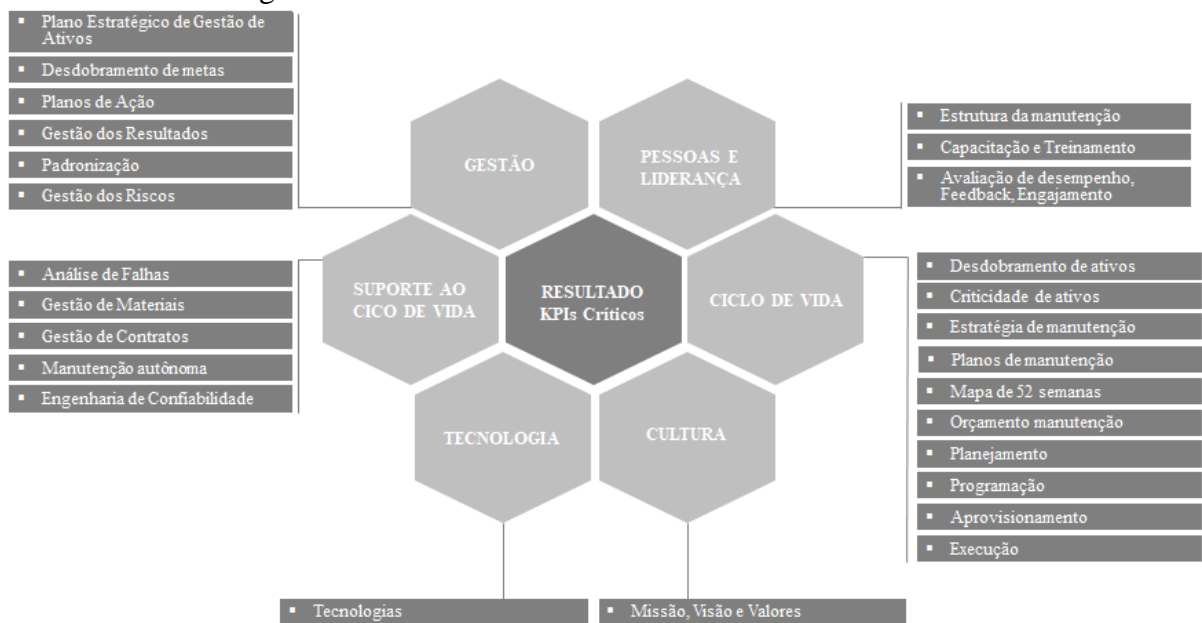 Plano Estratégico de Gestão de
Ativos
Desdobramento de metas
Planos de Ação
Gestão dos Resultados
Padronização
Gestão dos Riscos
GESTÃO
PESSOAS E
LIDERANÇA
Estrutura da manutenção
Capacitação e Treinamento
Avaliação de desempenho,
Feedback, Engajamento
Análise de Falhas
Gestão de Materiais
Gestão de Contratos
Manutenção autônoma
Engenharia de Confiabilidade
SUPORTE AO
CICO DE VIDA
RESULTADO
KPIs Críticos
CICLO DE VIDA
Desdobramento de ativos
Criticidade de ativos
Estratégia de manutenção
Planos de manutenção
Mapa de 52 semanas
Orçamento manutenção
Planejamento
Programação
Aprovisionamento
Execução
TECNOLOGIA
CULTURA
Tecnologias
Missão, Visão e Valores